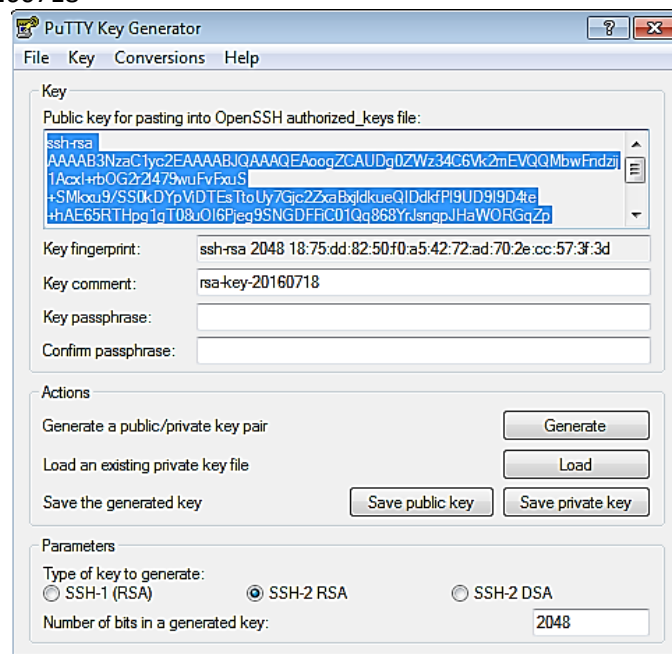 PuTTY Key Generator
File Key Conversions Help
Key
Public key for pasting into OpenSSH authorized_keys file:
ssh-rsa
AAAAB3NzaC1yc2EAAAABJQAAAQEAoogZCAUDg0ZWz34C6Vk2mEVQQMbwFndzij
1AcxI+rbOG2r2I479wuFvFxuS
+SMkxu9/SS0kDYpViDTEsTtoUy7Gjc2ZxaBxjIdkueQIDdkfPI9UD9I9D4te
+hAE65RTHpg1gT08uOI6Pjeg9SNGDFFiC01Qq868YrJsngpJHaWORGqZp
Key fingerprint: ssh-rsa 2048 18:75:dd:82:50:f0:a5:42:72:ad:70:2e:cc:57:3f:3d
Key comment: rsa-key-20160718
Key passphrase:
Confirm passphrase:
Actions
Generate a public/private key pair Generate
Load an existing private key file Load
Save the generated key Save public key Save private key
Parameters
Type of key to generate:
SSH-1 (RSA) SSH-2 RSA SSH-2 DSA
Number of bits in a generated key: 2048